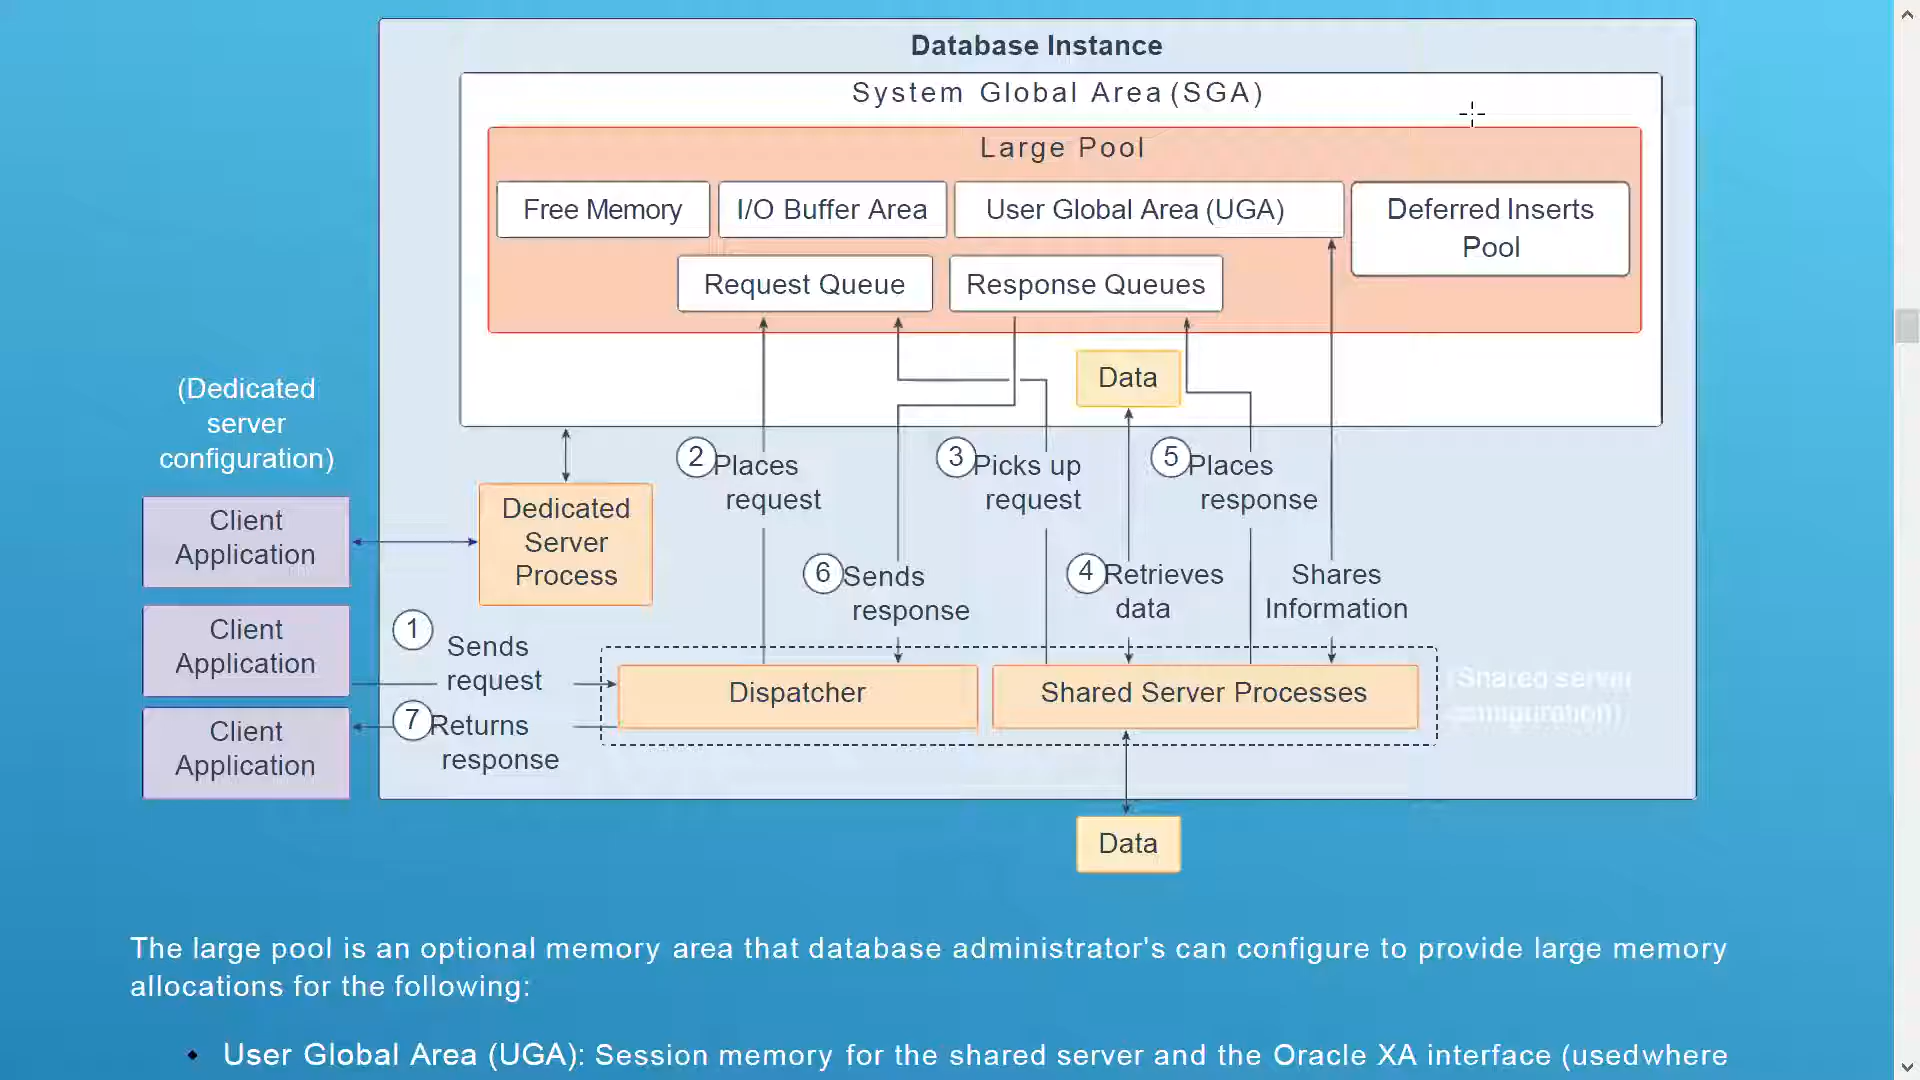 Database Instance
System Global Area (SGA)
Large Pool
Free Memory
I/O Buffer Area
User Global Area (UGA)
Deferred Inserts
Pool
Request Queue
Response Queues
Data
(Dedicated
server
configuration)
2 Places
request
3 Picks up
request
5 Places
response
Client
Application
Dedicated
Server
Process
6 Sends
response
4 Retrieves
data
Shares
Information
Client
Application
1 Sends
request
Dispatcher
Shared Server Processes
(Shared server
configuration)
7 Returns
response
Client
Application
Data
The large pool is an optional memory area that database administrator's can configure to provide large memory
allocations for the following:
• User Global Area (UGA): Session memory for the shared server and the Oracle XA interface (usedwhere